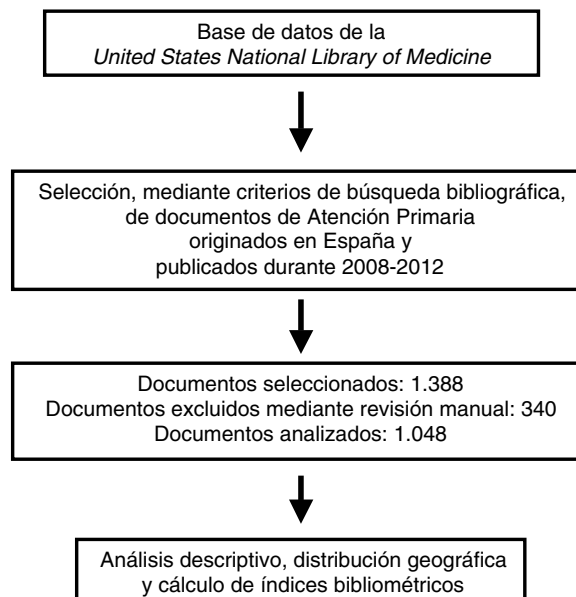 Base de datos de la
United States National Library of Medicine
Selección, mediante criterios de búsqueda bibliográfica,
de documentos de Atención Primaria
originados en España y
publicados durante 2008-2012
Documentos seleccionados: 1.388
Documentos excluidos mediante revisión manual: 340
Documentos analizados: 1.048
Análisis descriptivo, distribución geográfica
y cálculo de índices bibliométricos